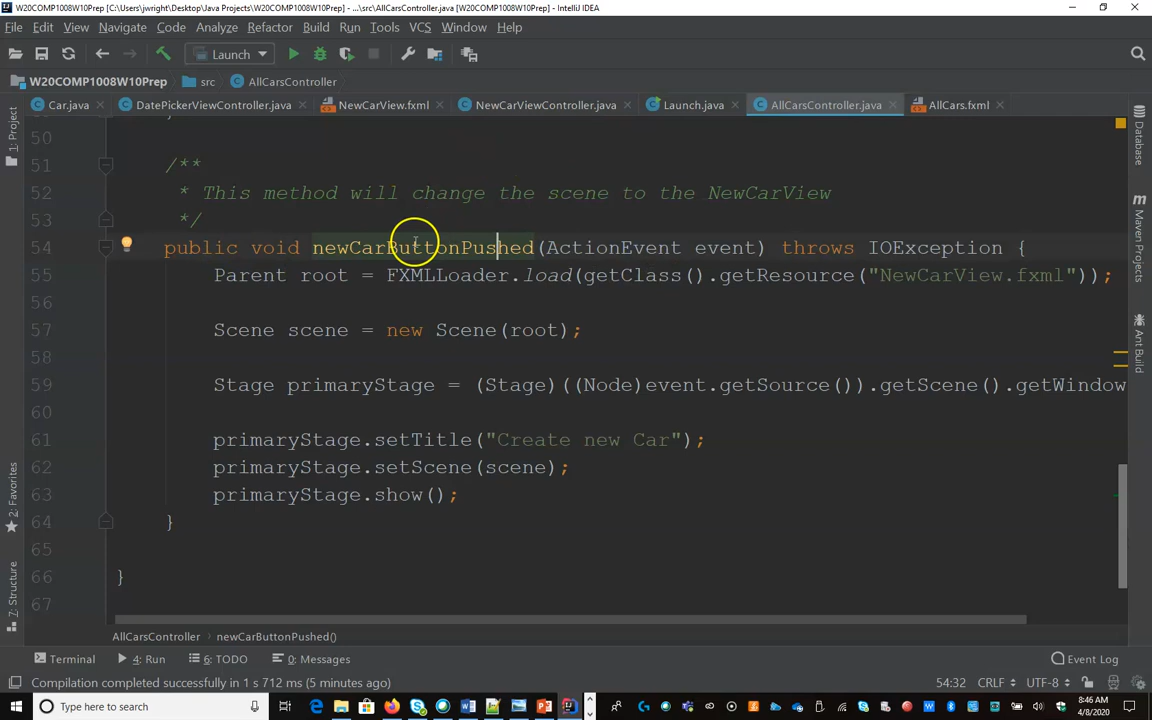 W20COMP1008W10Prep [C:\Users\jwright\Desktop\Java Projects\W20COMP1008W10Prep] - ...\src\AllCarsController.java [W20COMP1008W10Prep] - IntelliJ IDEA
File Edit View Navigate Code Analyze Refactor Build Run Tools VCS Window Help
Launch
W20COMP1008W10Prep src AllCarsController
Car.java DatePickerViewController.java NewCarView.fxml NewCarViewController.java Launch.java AllCarsController.java AllCars.fxml
1: Project
Database
Maven Projects
Ant Build
2: Favorites
7: Structure
50
51 /**
52 * This method will change the scene to the NewCarView
53 */
54 public void newCarButtonPushed(ActionEvent event) throws IOException {
55 Parent root = FXMLLoader.load(getClass().getResource("NewCarView.fxml"));
56
57 Scene scene = new Scene(root);
58
59 Stage primaryStage = (Stage)((Node)event.getSource()).getScene().getWindow
60
61 primaryStage.setTitle("Create new Car");
62 primaryStage.setScene(scene);
63 primaryStage.show();
64 }
65
66 }
67
AllCarsController newCarButtonPushed()
Terminal 4: Run 6: TODO 0: Messages Event Log
Compilation completed successfully in 1 s 712 ms (5 minutes ago) 54:32 CRLF UTF-8
Type here to search
8:46 AM
4/8/2020